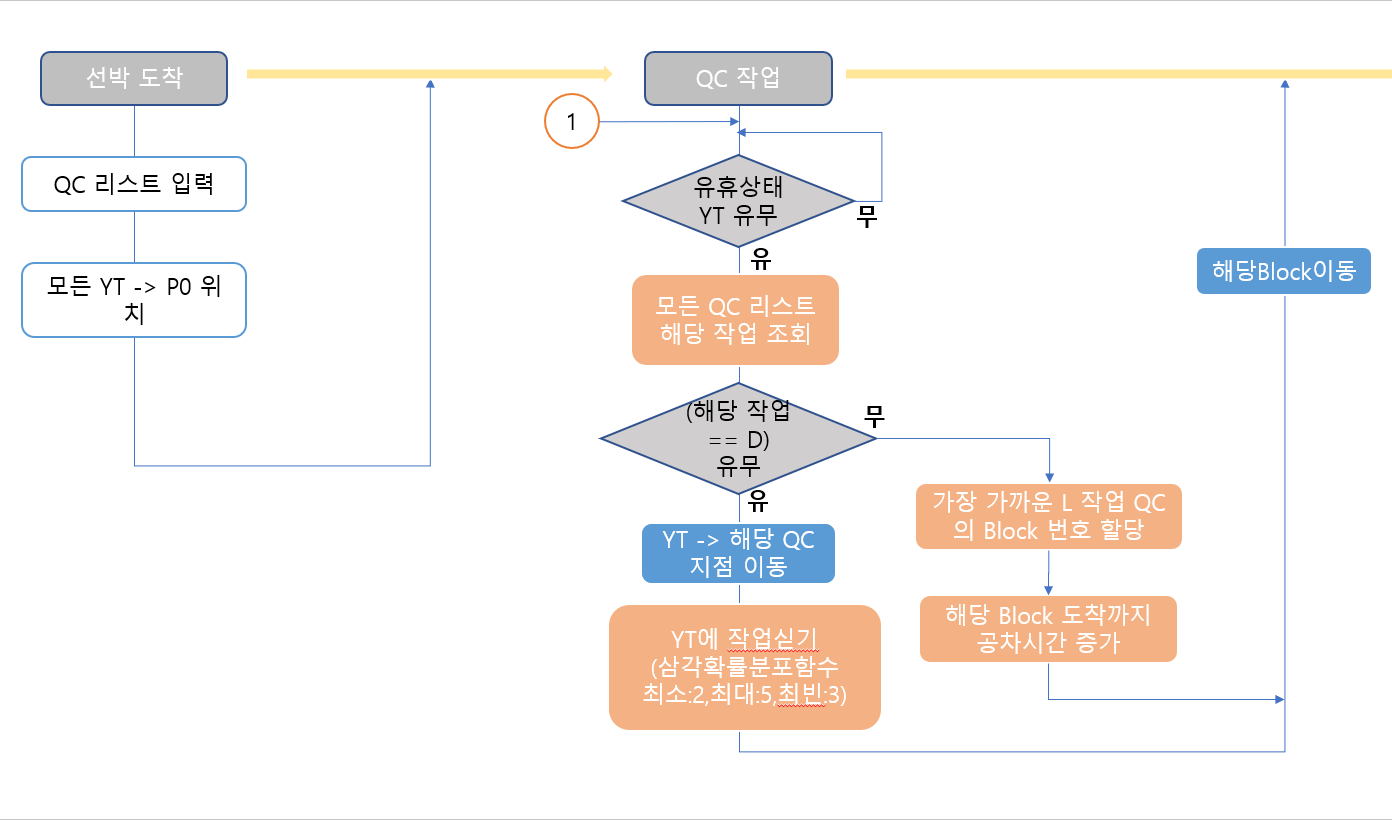 선박 도착
QC 리스트 입력
모든 YT -> P0 위
치
QC 작업
1
유휴상태
YT 유무
무
유
모든 QC 리스트
해당 작업 조회
(해당 작업
== D)
유무
무
유
YT -> 해당 QC
지점 이동
YT에 작업싣기
(삼각확률분포함수
최소:2,최대:5,최빈:3)
가장 가까운 L 작업 QC
의 Block 번호 할당
해당 Block 도착까지
공차시간 증가
해당Block이동